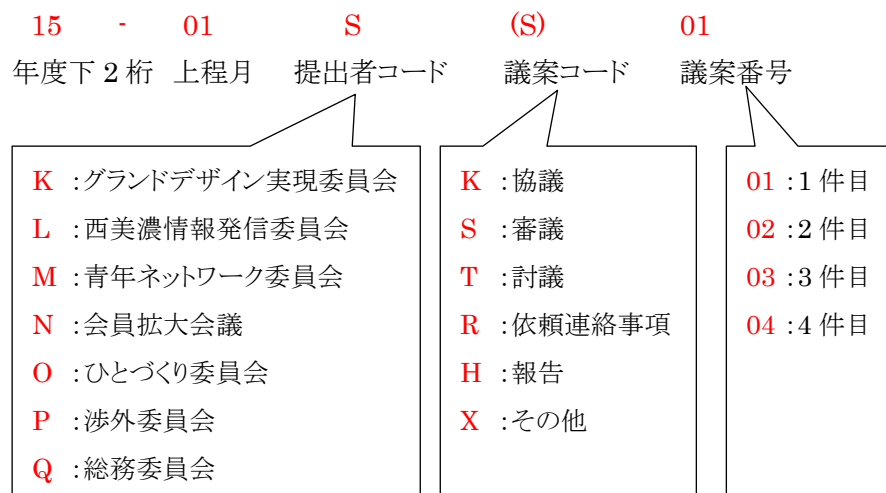 15 - 01 S (S) 01
年度下 2 桁 上程月 提出者コード 議案コード 議案番号
K :グランドデザイン実現委員会
L :西美濃情報発信委員会
M :青年ネットワーク委員会
N :会員拡大会議
O :ひとづくり委員会
P :渉外委員会
Q :総務委員会
K :協議
S :審議
T :討議
R :依頼連絡事項
H :報告
X :その他
01 :1 件目
02 :2 件目
03 :3 件目
04 :4 件目